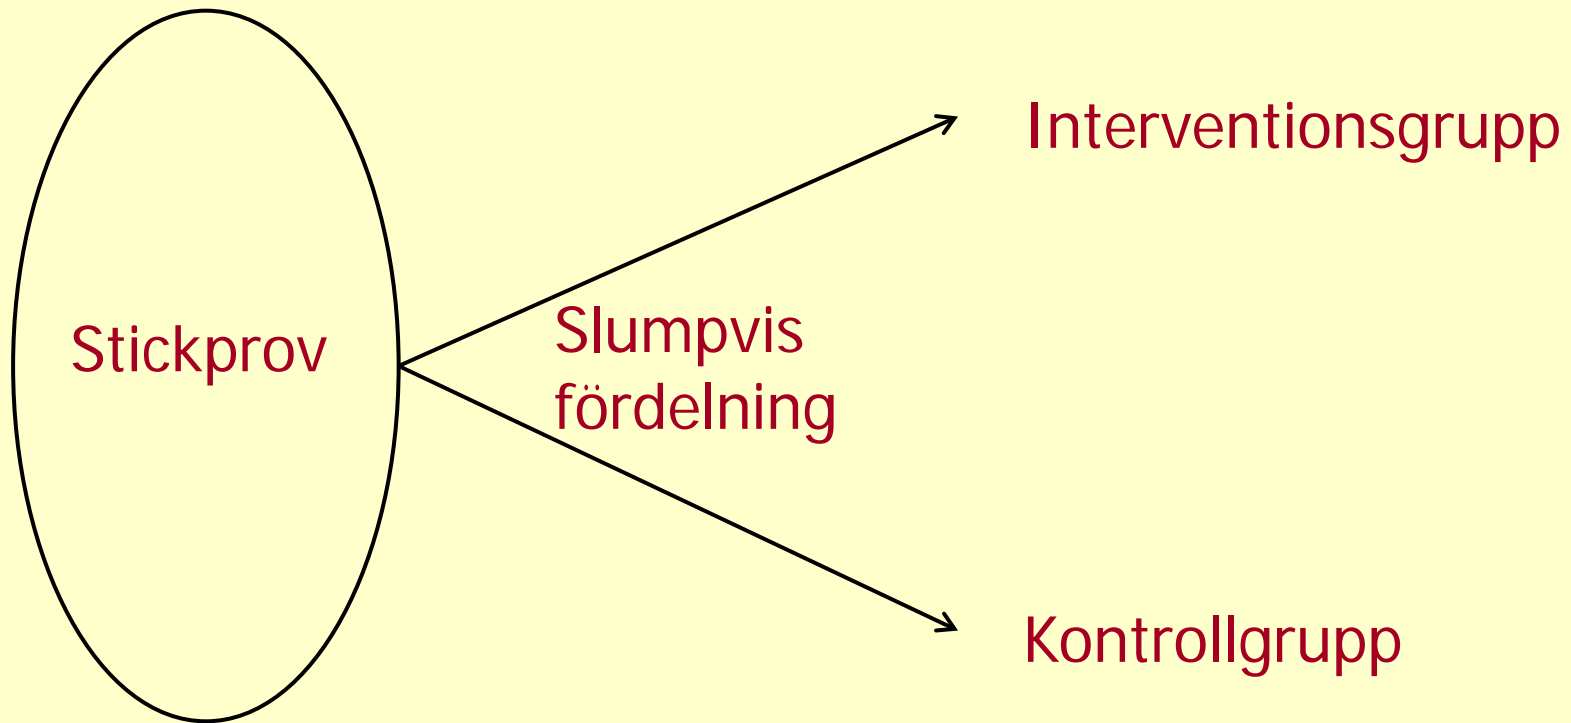 Interventionsgrupp
Stickprov
Slumpvis
fördelning
Kontrollgrupp